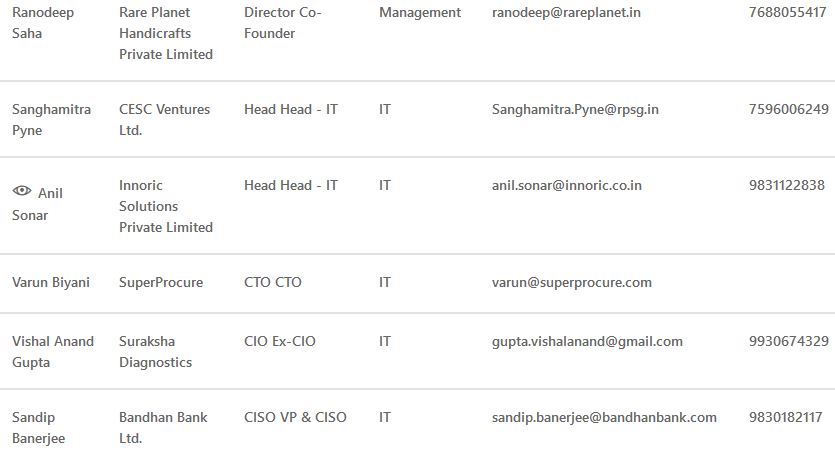 Ranodeep Rare Planet Director Co- Management ranodeep@rareplanet.in 7688055417
Saha Handicrafts Founder
Private Limited
Sanghamitra CESC Ventures Head Head - IT IT Sanghamitra.Pyne@rpsg.in 7596006249
Pyne Ltd.
Anil Innoric Head Head - IT IT anil.sonar@innoric.co.in 9831122838
Sonar Solutions
Private Limited
Varun Biyani SuperProcure CTO CTO IT varun@superprocure.com
Vishal Anand Suraksha CIO Ex-CIO IT gupta.vishalanand@gmail.com 9930674329
Gupta Diagnostics
Sandip Bandhan Bank CISO VP & CISO IT sandip.banerjee@bandhanbank.com 9830182117
Banerjee Ltd.